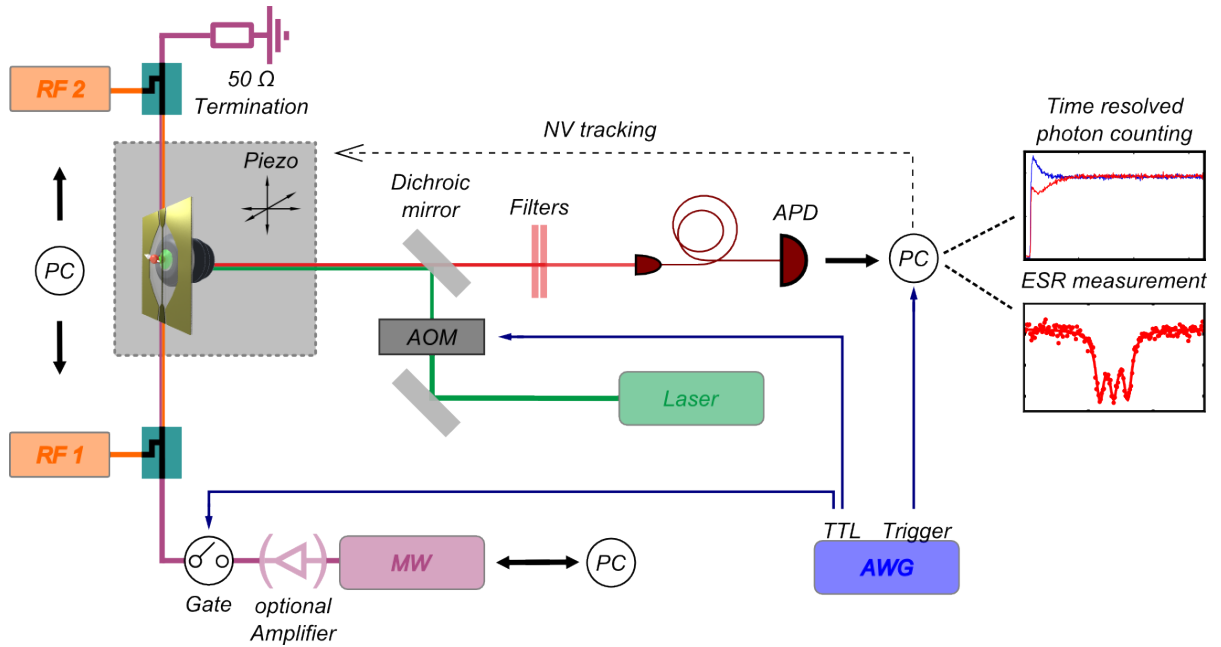 50 Ω
Termination
RF 2
NV tracking
Time resolved
photon counting
Piezo
Dichroic
mirror
Filters
APD
PC
PC
ESR measurement
AOM
Laser
RF 1
TTL
Trigger
MW
PC
AWG
Gate
optional
Amplifier